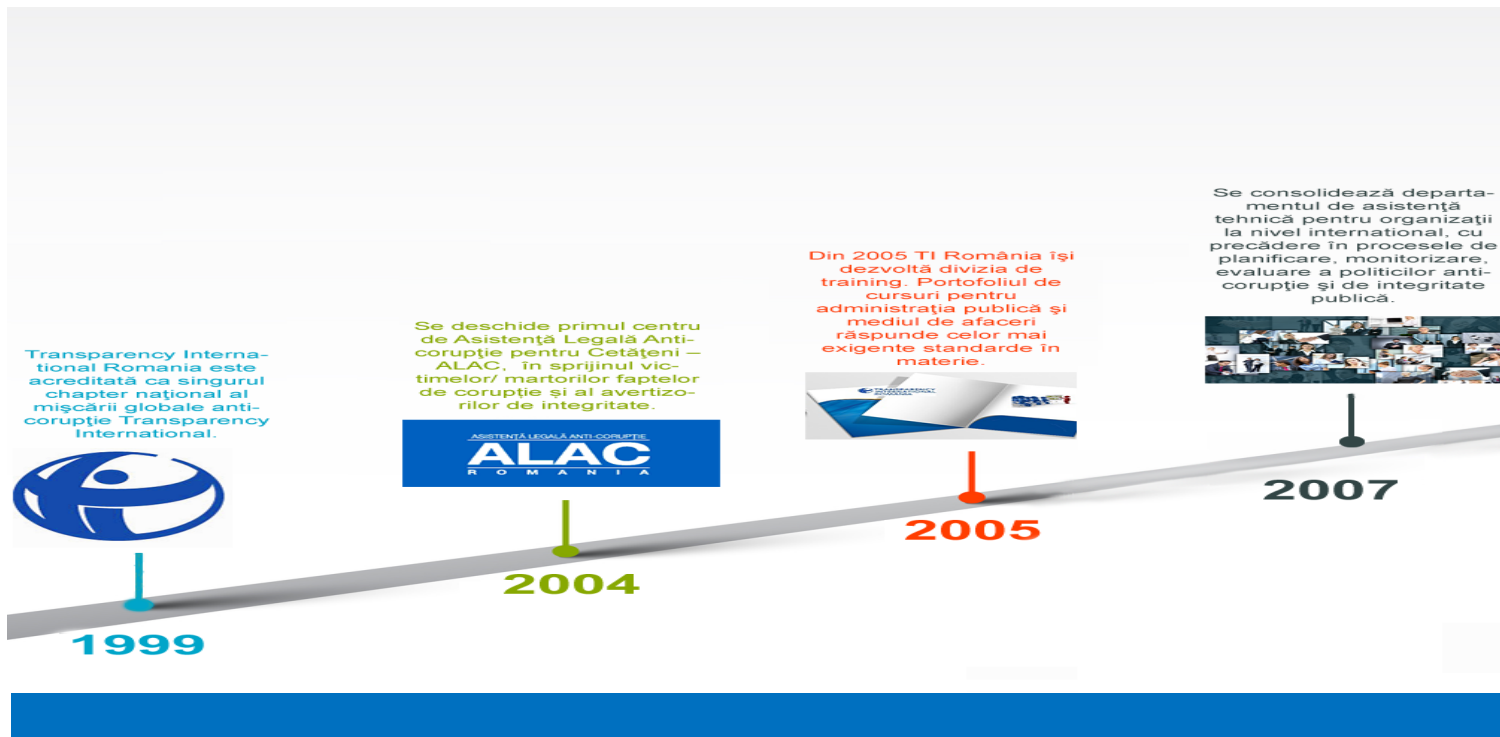 Transparency Interna-
tional Romania este
acreditată ca singurul
chapter naţional al
mişcării globale anti-
corupţie Transparency
International.
1999
Se deschide primul centru
de Asistenţă Legală Anti-
corupţie pentru Cetăţeni –
ALAC,  în sprijinul vic-
timelor/ martorilor faptelor
de corupție și al avertizo-
rilor de integritate.
ASISTENŢĂ LEGALĂ ANTI-CORUPŢIE
ALAC
ROMANIA
2004
Din 2005 TI România îşi
dezvoltă divizia de
training. Portofoliul de
cursuri pentru
administraţia publică şi
mediul de afaceri
răspunde celor mai
exigente standarde în
materie.
TRANSPARENCY
INTERNATIONAL
ROMANIA
2005
Se consolidează departa-
mentul de asistenţă
tehnică pentru organizaţii
la nivel international, cu
precădere în procesele de
planificare, monitorizare,
evaluare a politicilor anti-
corupţie şi de integritate
publică.
2007